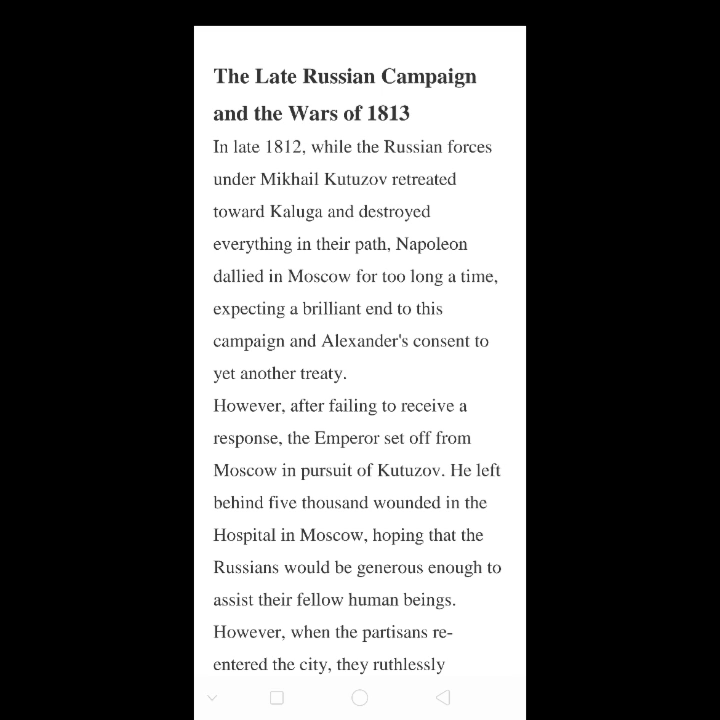 The Late Russian Campaign
and the Wars of 1813
In late 1812, while the Russian forces
under Mikhail Kutuzov retreated
toward Kaluga and destroyed
everything in their path, Napoleon
dallied in Moscow for too long a time,
expecting a brilliant end to this
campaign and Alexander's consent to
yet another treaty.
However, after failing to receive a
response, the Emperor set off from
Moscow in pursuit of Kutuzov. He left
behind five thousand wounded in the
Hospital in Moscow, hoping that the
Russians would be generous enough to
assist their fellow human beings.
However, when the partisans re-
entered the city, they ruthlessly